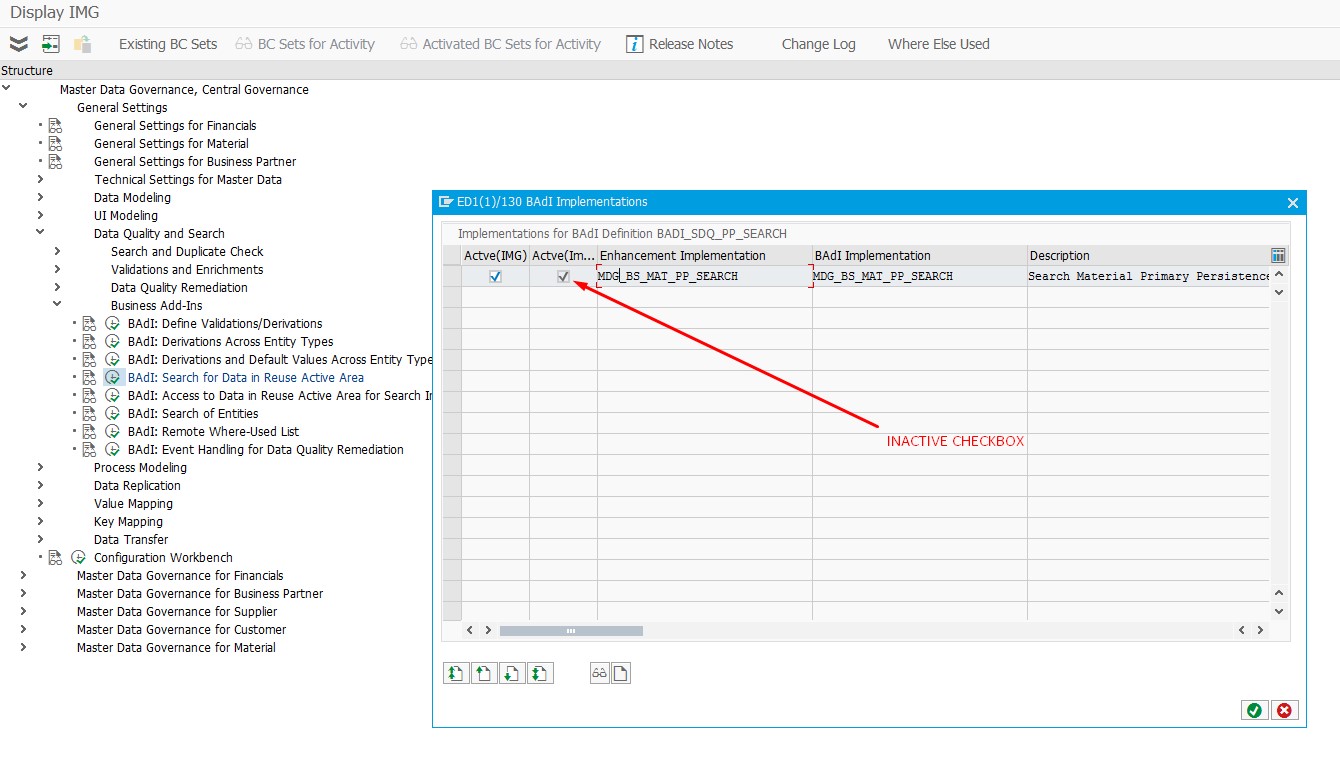 Display IMG
Existing BC Sets BC Sets for Activity Activated BC Sets for Activity Release Notes Change Log Where Else Used
Structure
Master Data Governance, Central Governance
General Settings
General Settings for Financials
General Settings for Material
General Settings for Business Partner
Technical Settings for Master Data
Data Modeling
UI Modeling
Data Quality and Search
Search and Duplicate Check
Validations and Enrichments
Data Quality Remediation
Business Add-Ins
BAdI: Define Validations/Derivations
BAdI: Derivations Across Entity Types
BAdI: Derivations and Default Values Across Entity Type
BAdI: Search for Data in Reuse Active Area
BAdI: Access to Data in Reuse Active Area for Search I
BAdI: Search of Entities
BAdI: Remote Where-Used List
BAdI: Event Handling for Data Quality Remediation
Process Modeling
Data Replication
Value Mapping
Key Mapping
Data Transfer
Configuration Workbench
Master Data Governance for Financials
Master Data Governance for Business Partner
Master Data Governance for Supplier
Master Data Governance for Customer
Master Data Governance for Material
ED1(1)/130 BAdI Implementations
Implementations for BAdI Definition BADI_SDQ_PP_SEARCH
Actve(IMG) Actve(Im... Enhancement Implementation BAdI Implementation Description
MDG_BS_MAT_PP_SEARCH MDG_BS_MAT_PP_SEARCH Search Material Primary Persistence
INACTIVE CHECKBOX